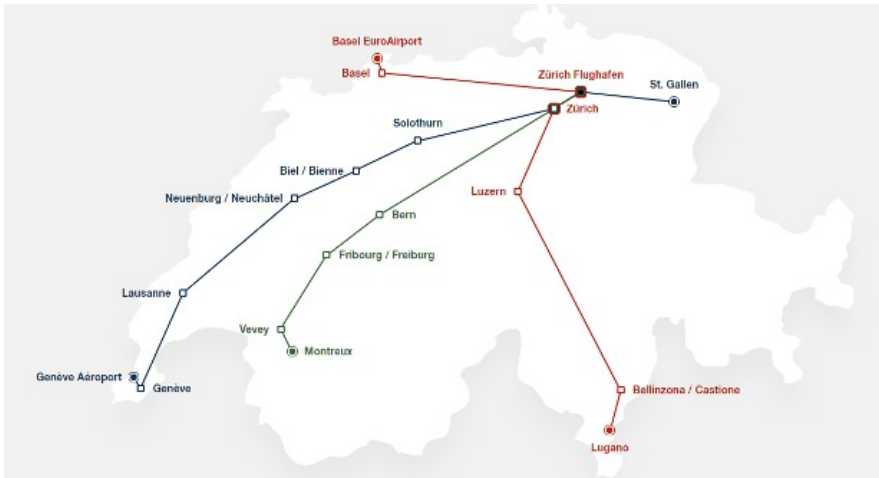 Basel EuroAirport
Basel
Zürich Flughafen
St. Gallen
Zürich
Solothurn
Biel / Bienne
Neuenburg / Neuchâtel
Luzern
Bern
Fribourg / Freiburg
Lausanne
Vevey
Montreux
Genève Aéroport
Genève
Bellinzona / Castione
Lugano